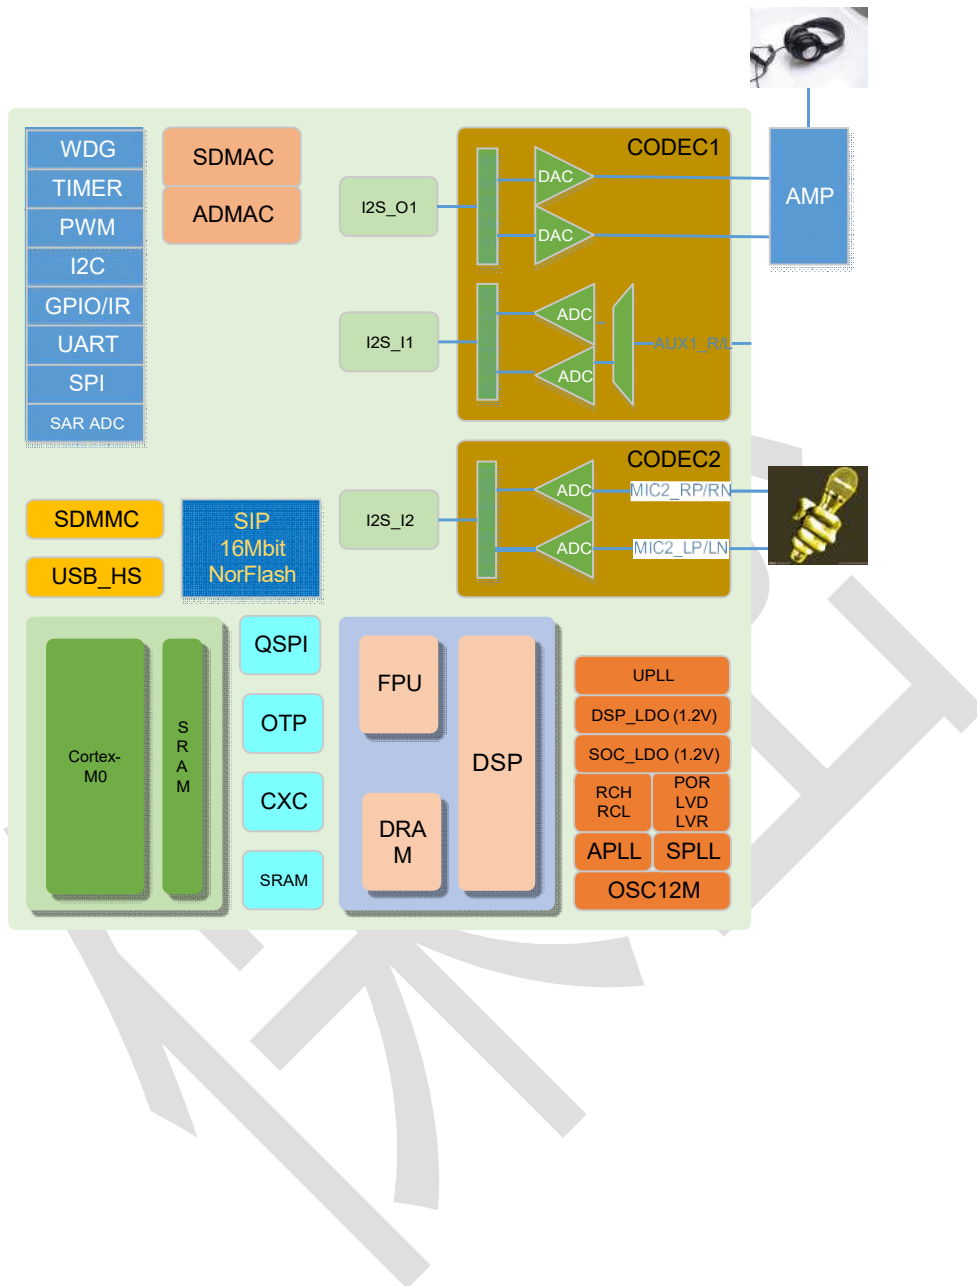 WDG
TIMER
PWM
I2C
GPIO/IR
UART
SPI
SAR ADC
SDMAC
ADMAC
I2S_O1
CODEC1
DAC
DAC
AMP
I2S_I1
ADC
ADC
AUX1_R/L
CODEC2
I2S_I2
ADC
MIC2_RP/RN
ADC
MIC2_LP/LN
SDMMC
USB_HS
SIP
16Mbit
NorFlash
Cortex-
M0
S
R
A
M
QSPI
OTP
CXC
SRAM
FPU
DRA
M
DSP
UPLL
DSP_LDO (1.2V)
SOC_LDO (1.2V)
RCH
RCL
POR
LVD
LVR
APLL
SPLL
OSC12M